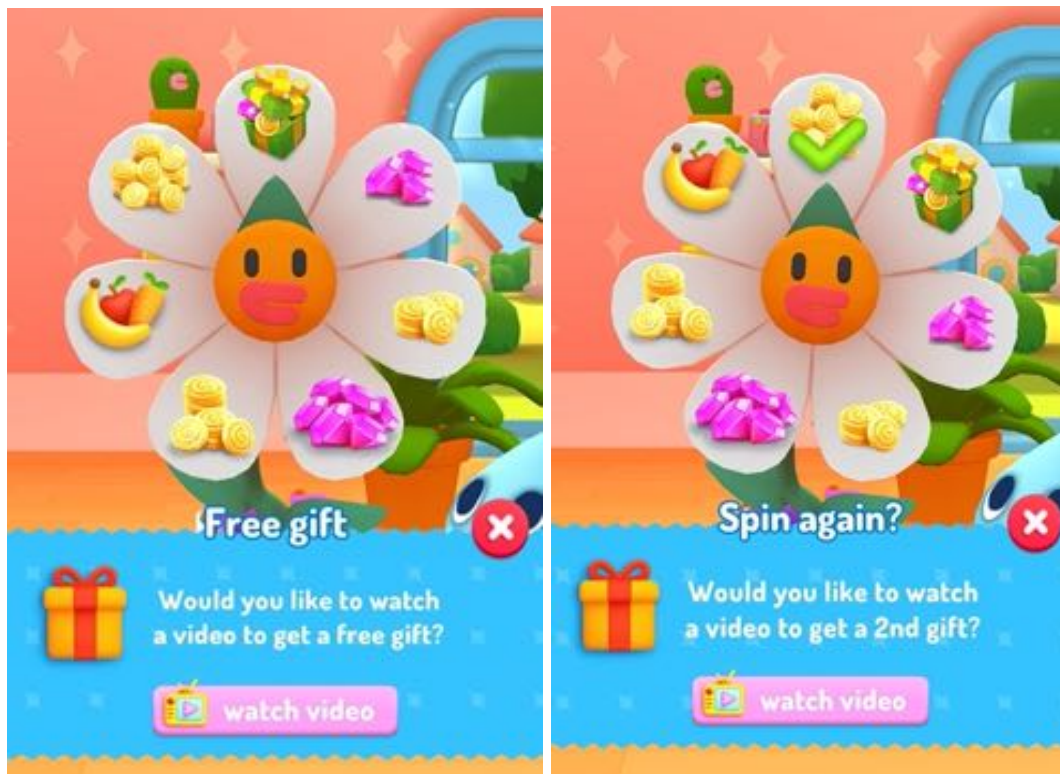 Free gift
Would you like to watch
a video to get a free gift?
watch video
Spin again?
Would you like to watch
a video to get a 2nd gift?
watch video